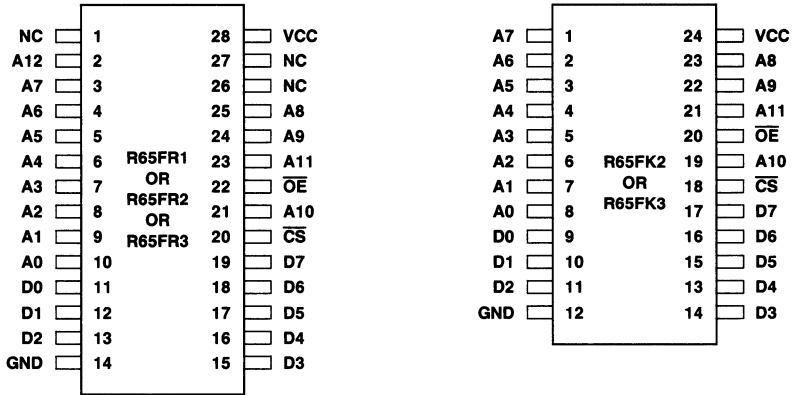 NC 1 28 VCC
A12 2 27 NC
A7 3 26 NC
A6 4 25 A8
A5 5 24 A9
A4 6 23 A11
A3 7 22 O̅E̅
A2 8 21 A10
A1 9 20 C̅S̅
A0 10 19 D7
D0 11 18 D6
D1 12 17 D5
D2 13 16 D4
GND 14 15 D3
R65FR1
OR
R65FR2
OR
R65FR3
A7 1 24 VCC
A6 2 23 A8
A5 3 22 A9
A4 4 21 A11
A3 5 20 O̅E̅
A2 6 19 A10
A1 7 18 C̅S̅
A0 8 17 D7
D0 9 16 D6
D1 10 15 D5
D2 11 13 D4
GND 12 14 D3
R65FK2
OR
R65FK3